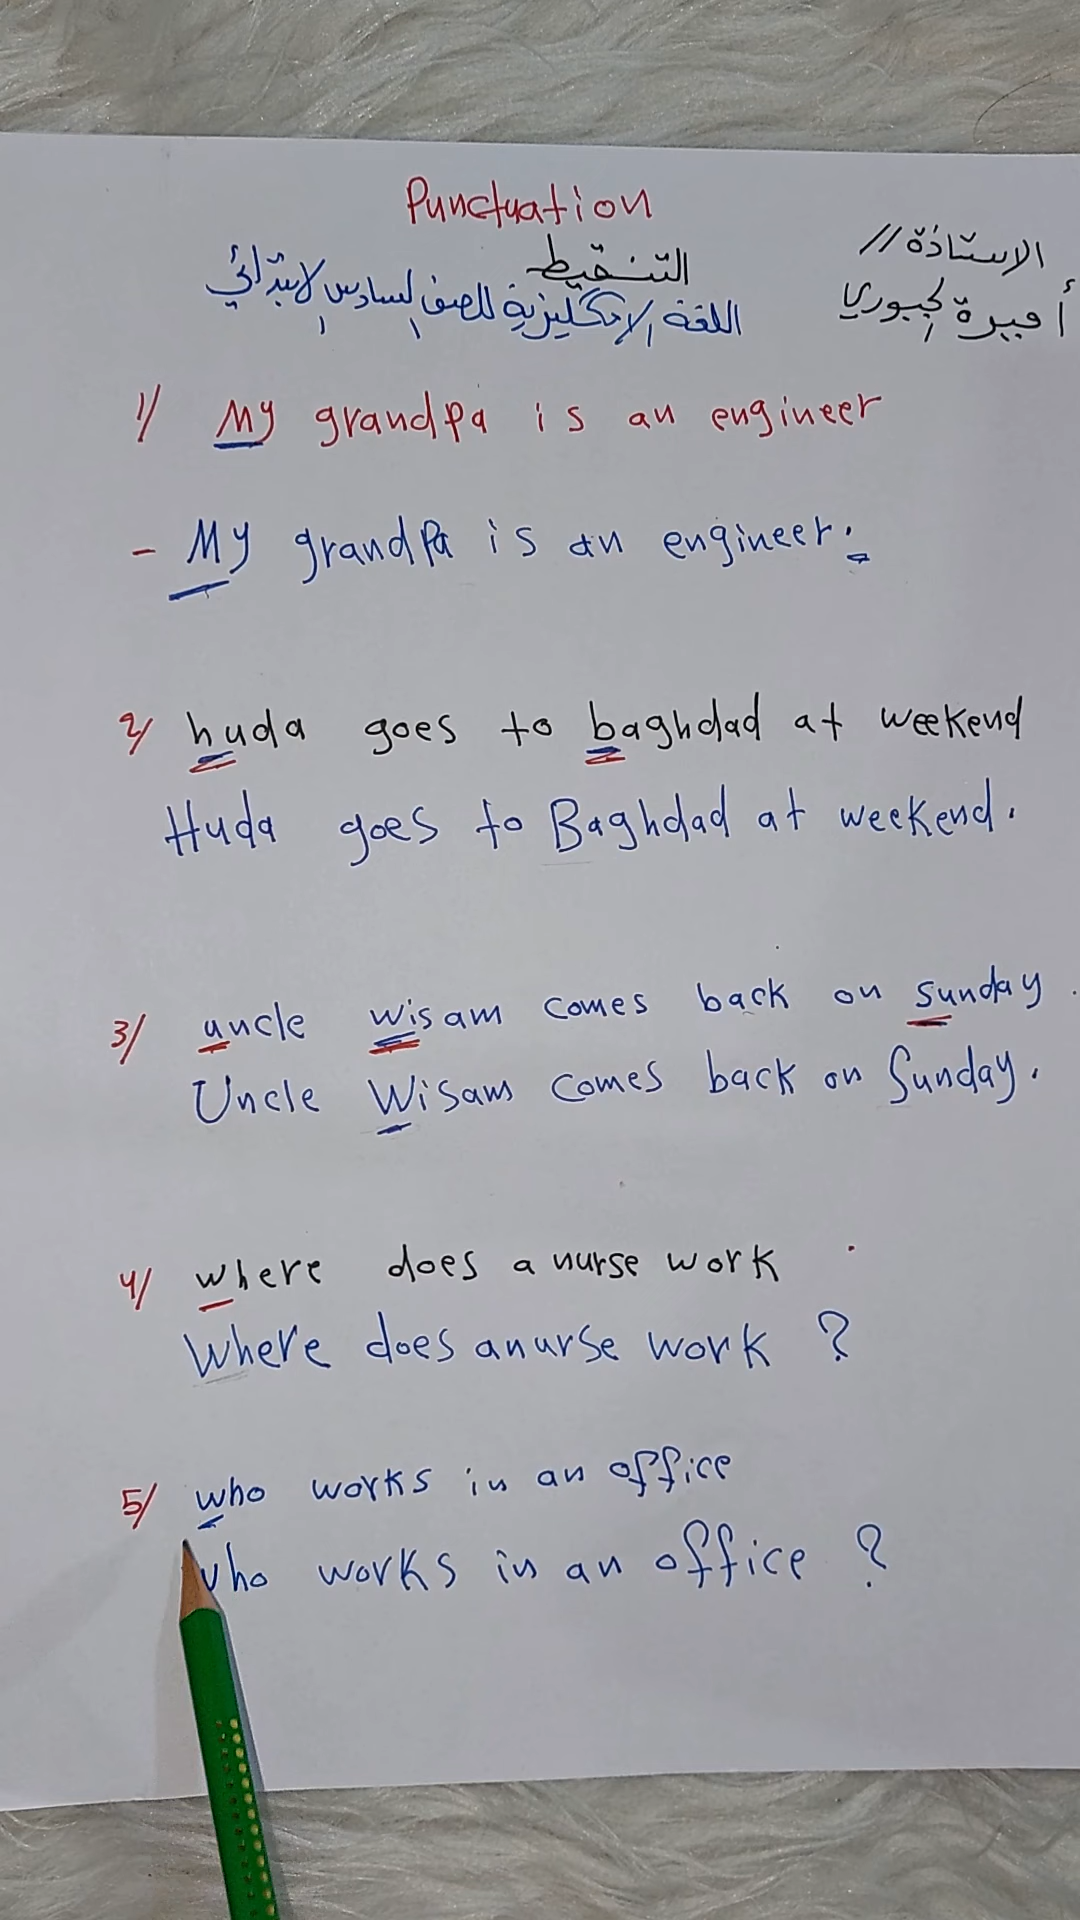 Punctuation
التنقيط
اللغة الانكليزية للصف السادس الابتدائي
الاستاذة //
أميرة الجبوري
1/ My grandpa is an engineer
- My grandpa is an engineer.
2/ huda goes to baghdad at weekend
Huda goes to Baghdad at weekend.
3/ uncle wisam comes back on sunday.
Uncle Wisam comes back on Sunday.
4/ where does a nurse work
Where does a nurse work ?
5/ who works in an office
who works in an office ?